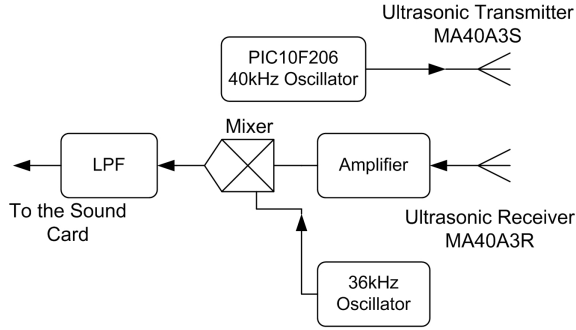 Ultrasonic Transmitter
MA40A3S
PIC10F206
40kHz Oscillator
Mixer
LPF
Amplifier
To the Sound
Card
Ultrasonic Receiver
MA40A3R
36kHz
Oscillator